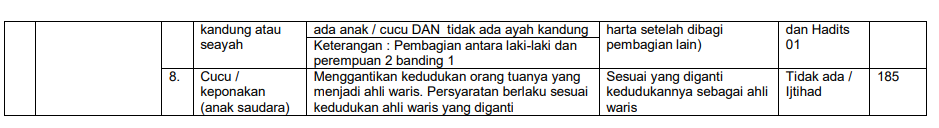 kandung atau
seayah
ada anak / cucu DAN  tidak ada ayah kandung
Keterangan : Pembagian antara laki-laki dan
perempuan 2 banding 1
harta setelah dibagi
pembagian lain)
dan Hadits
01
8.
Cucu /
keponakan
(anak saudara)
Menggantikan kedudukan orang tuanya yang
menjadi ahli waris. Persyaratan berlaku sesuai
kedudukan ahli waris yang diganti
Sesuai yang diganti
kedudukannya sebagai ahli
waris
Tidak ada /
Ijtihad
185